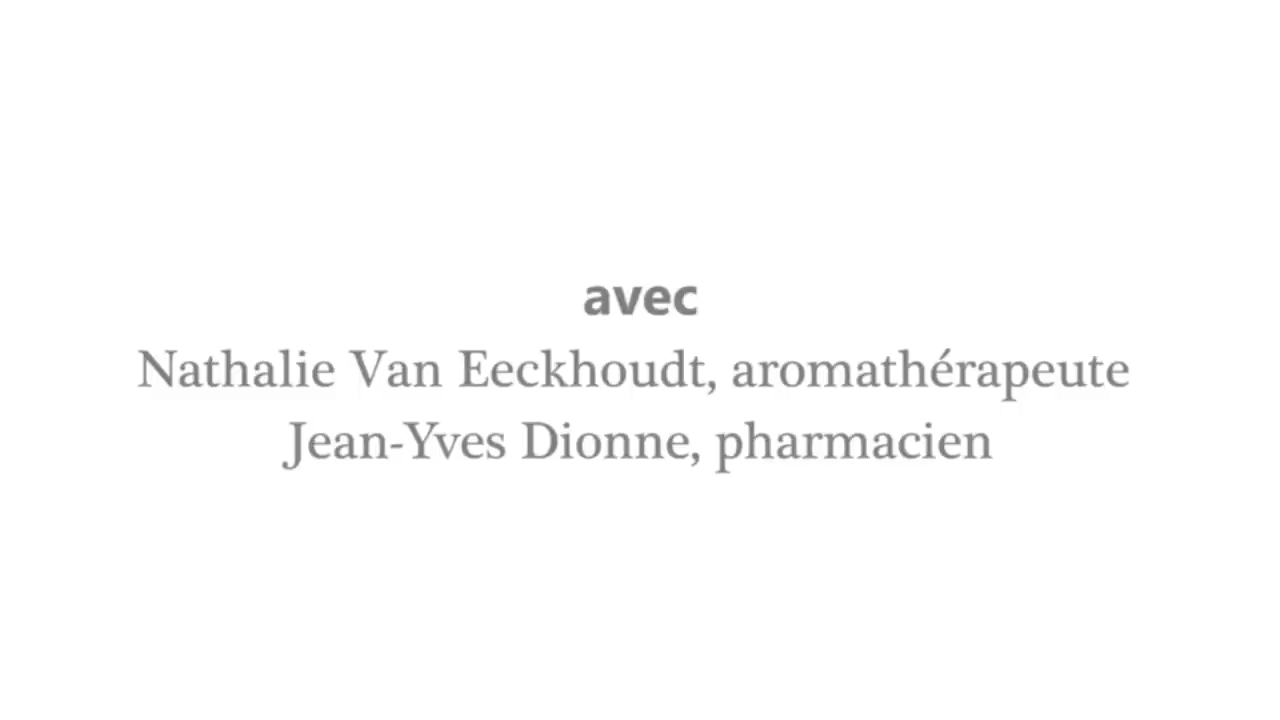 avec
Nathalie Van Eeckhoudt, aromathérapeute
Jean-Yves Dionne, pharmacien